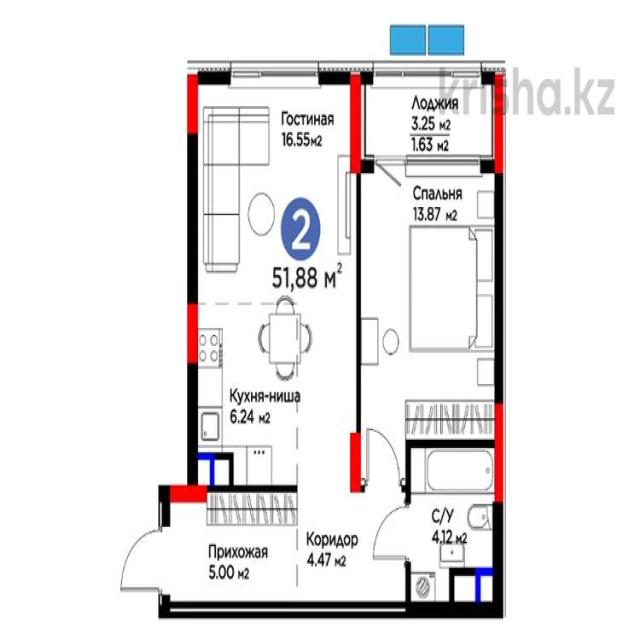 krisha.kz
Гостиная
16.55м2
Лоджия
3.25 м2
1.63 м2
Спальня
13.87 м2
2
51,88 м2
Кухня-ниша
6.24 м2
С/У
4.12 м2
Коридор
4.47 м2
Прихожая
5.00 м2